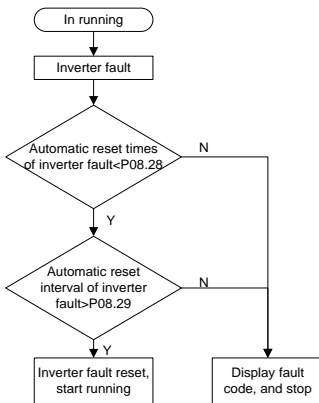 In running
Inverter fault
Automatic reset times
of inverter fault<P08.28
N
Y
Automatic reset
interval of inverter
fault>P08.29
N
Y
Inverter fault reset,
start running
Display fault
code, and stop